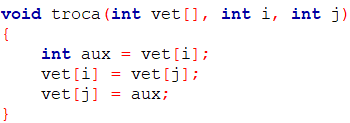 void troca(int vet[], int i, int j)
{
    int aux = vet[i];
    vet[i] = vet[j];
    vet[j] = aux;
}